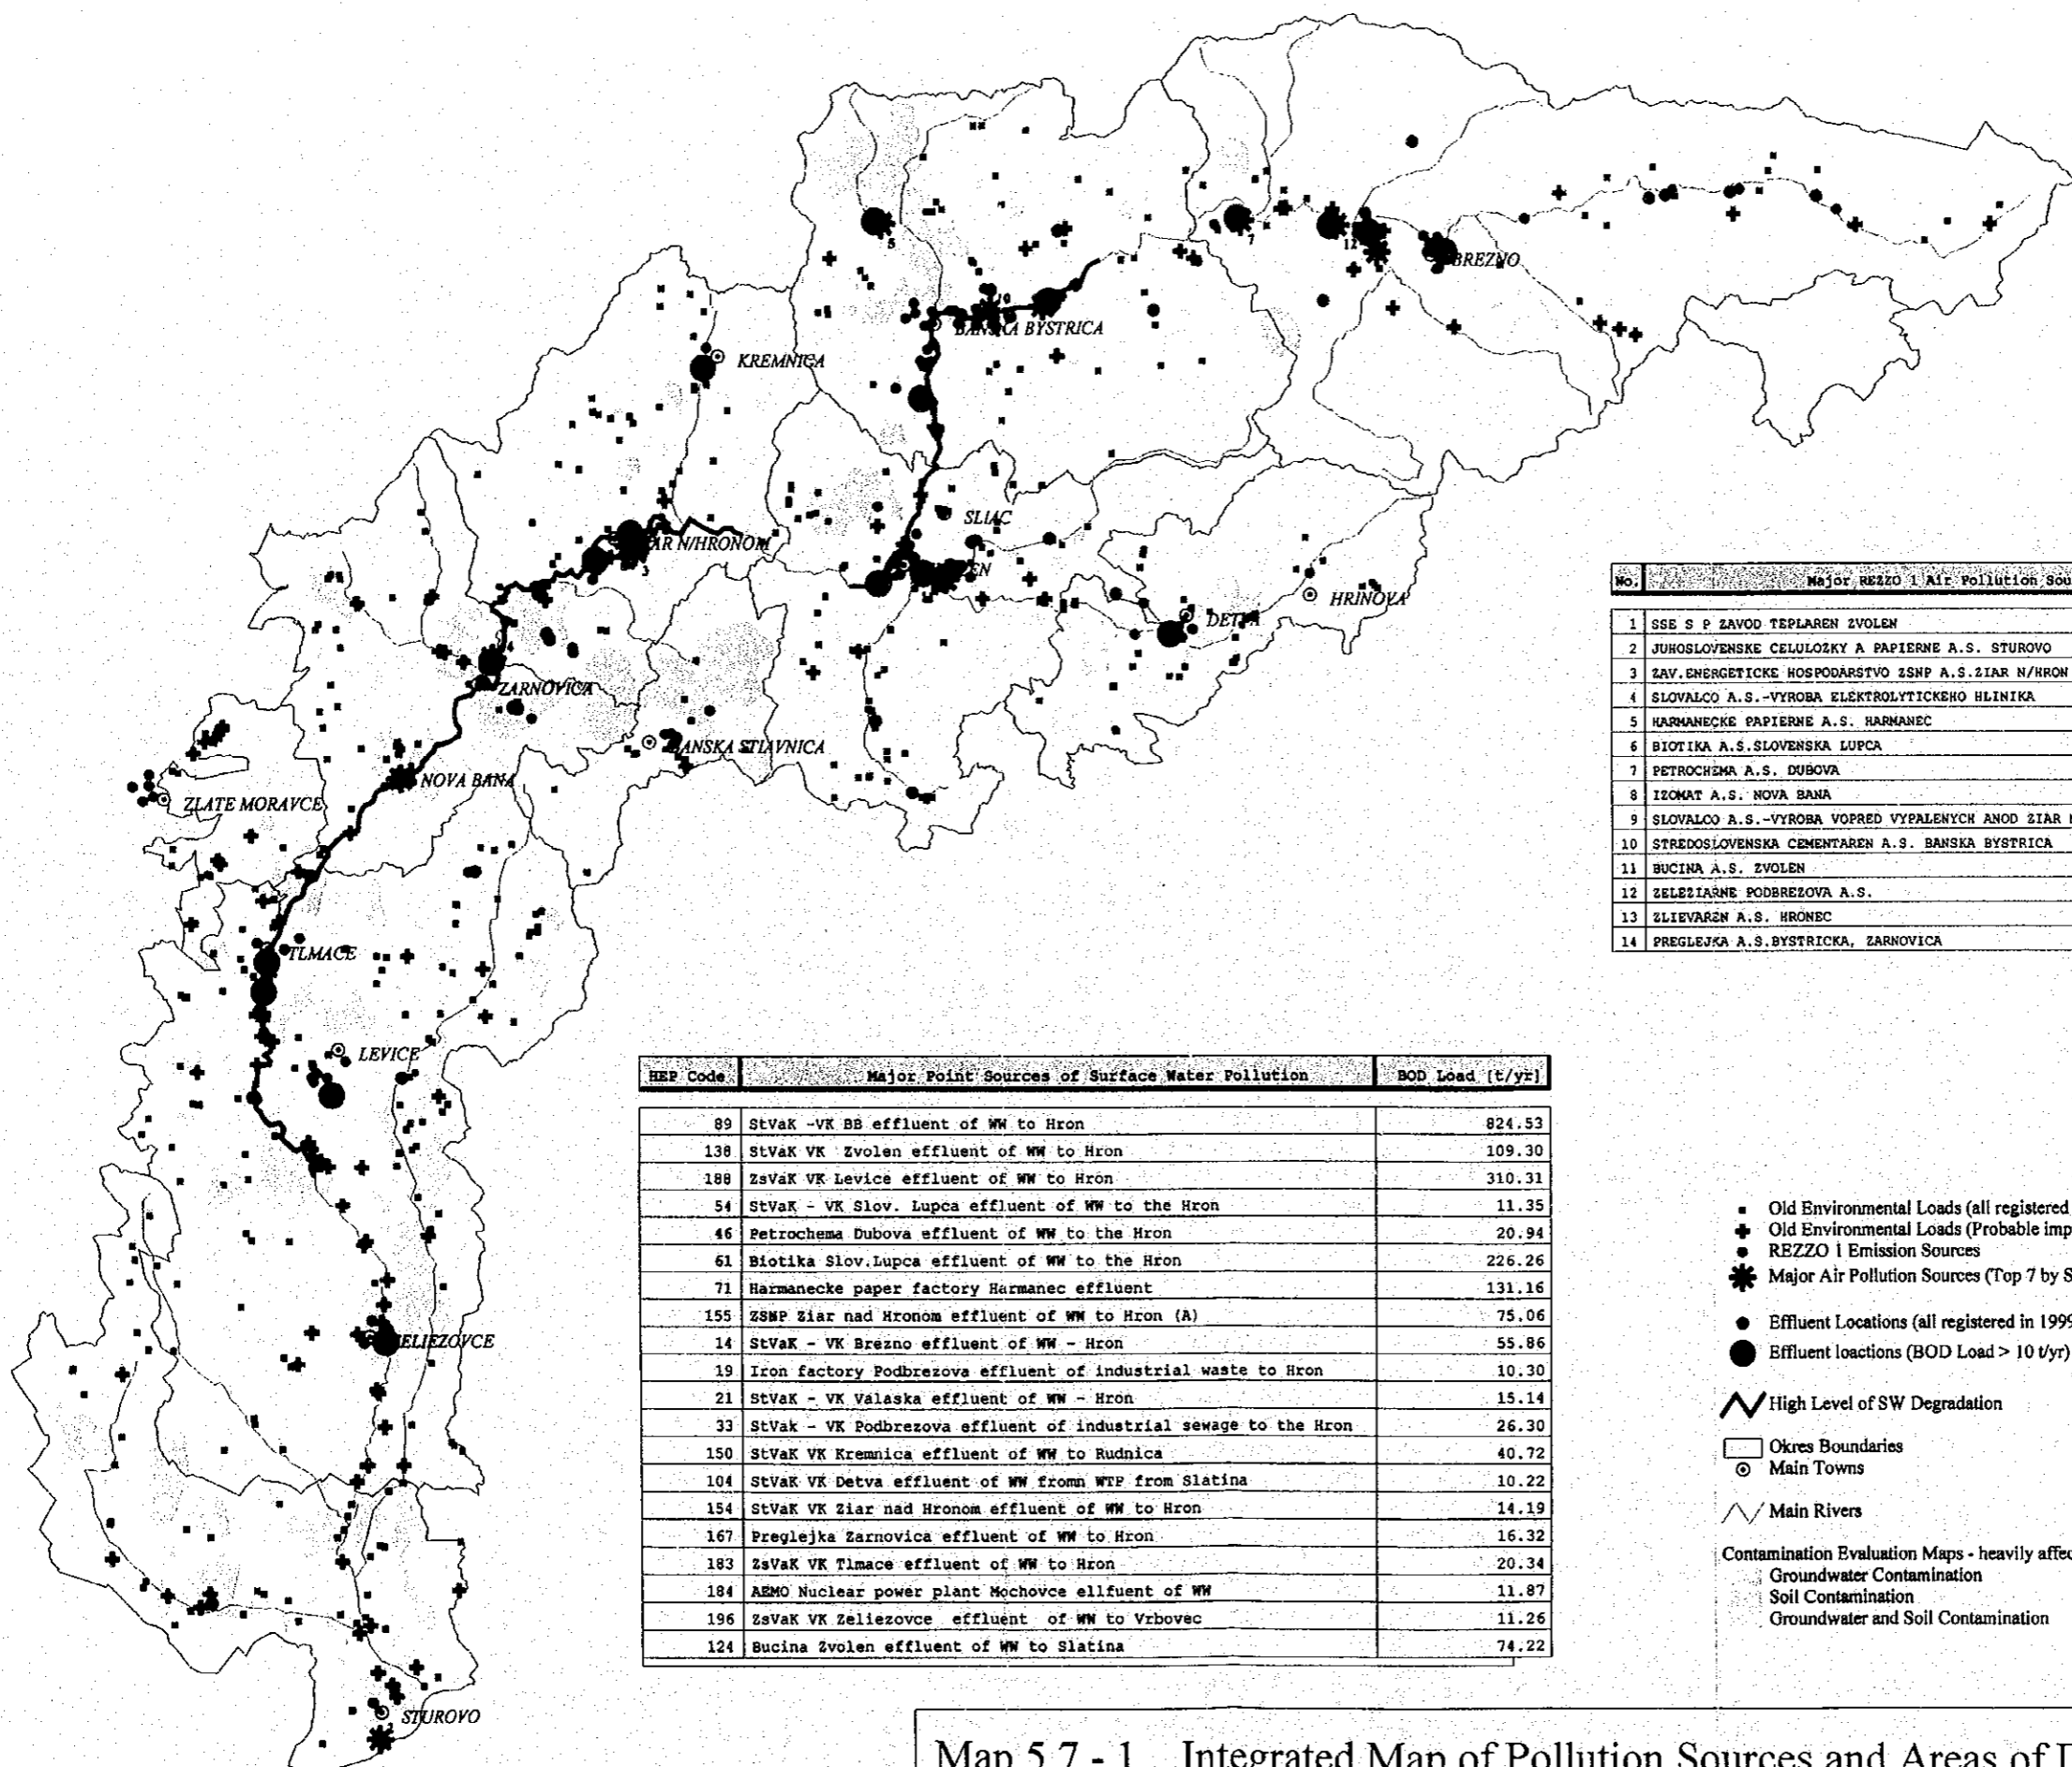 5
7
12
BREZNO
10
BANSKA BYSTRICA
KREMNICA
SLIAC
AR N/HRONOM
3
EN
HRINOVA
DETVA
4
ZARNOVICA
BANSKA STIAVNICA
NOVA BANA
ZLATE MORAVCE
TLMACE
LEVICE
ELIEZOVCE
STUROVO
2
No. Major REZZO 1 Air Pollution Sou
1 SSE S P ZAVOD TEPLAREN ZVOLEN
2 JUHOSLOVENSKE CELULOZKY A PAPIERNE A.S. STUROVO
3 ZAV.ENERGETICKE HOSPODARSTVO ZSNP A.S.ZIAR N/HRON
4 SLOVALCO A.S.-VYROBA ELEKTROLYTICKEHO HLINIKA
5 HARMANECKE PAPIERNE A.S. HARMANEC
6 BIOTIKA A.S.SLOVENSKA LUPCA
7 PETROCHEMA A.S. DUBOVA
8 IZOMAT A.S. NOVA BANA
9 SLOVALCO A.S.-VYROBA VOPRED VYPALENYCH ANOD ZIAR
10 STREDOSLOVENSKA CEMENTAREN A.S. BANSKA BYSTRICA
11 BUCINA A.S. ZVOLEN
12 ZELEZIARNE PODBREZOVA A.S.
13 ZLIEVAREN A.S. HRONEC
14 PREGLEJKA A.S.BYSTRICKA, ZARNOVICA
HEP Code Major Point Sources of Surface Water Pollution BOD Load [t/yr]
89 StVaK -VK BB effluent of WW to Hron 824.53
138 StVaK VK Zvolen effluent of WW to Hron 109.30
188 ZsVaK VK Levice effluent of WW to Hron 310.31
54 StVaK - VK Slov. Lupca effluent of WW to the Hron 11.35
46 Petrochema Dubova effluent of WW to the Hron 20.94
61 Biotika Slov.Lupca effluent of WW to the Hron 226.26
71 Harmanecke paper factory Harmanec effluent 131.16
155 ZSNP Ziar nad Hronom effluent of WW to Hron (A) 75.06
14 StVaK - VK Brezno effluent of WW - Hron 55.86
19 Iron factory Podbrezova effluent of industrial waste to Hron 10.30
21 StVaK - VK Valaska effluent of WW - Hron 15.14
33 StVak - VK Podbrezova effluent of industrial sewage to the Hron 26.30
150 StVaK VK Kremnica effluent of WW to Rudnica 40.72
104 StVaK VK Detva effluent of WW fromn WTP from Slatina 10.22
154 StVaK VK Ziar nad Hronom effluent of WW to Hron 14.19
167 Preglejka Zarnovica effluent of WW to Hron 16.32
183 ZsVaK VK Tlmace effluent of WW to Hron 20.34
184 AEMO Nuclear power plant Mochovce ellfuent of WW 11.87
196 ZsVaK VK Zeliezovce effluent of WW to Vrbovec 11.26
124 Bucina Zvolen effluent of WW to Slatina 74.22
Old Environmental Loads (all registered
Old Environmental Loads (Probable imp
REZZO 1 Emission Sources
Major Air Pollution Sources (Top 7 by S
Effluent Locations (all registered in 1999
Effluent loactions (BOD Load > 10 t/yr)
High Level of SW Degradation
Okres Boundaries
Main Towns
Main Rivers
Contamination Evaluation Maps - heavily affec
Groundwater Contamination
Soil Contamination
Groundwater and Soil Contamination
Map 5.7 - 1 Integrated Map of Pollution Sources and Areas of